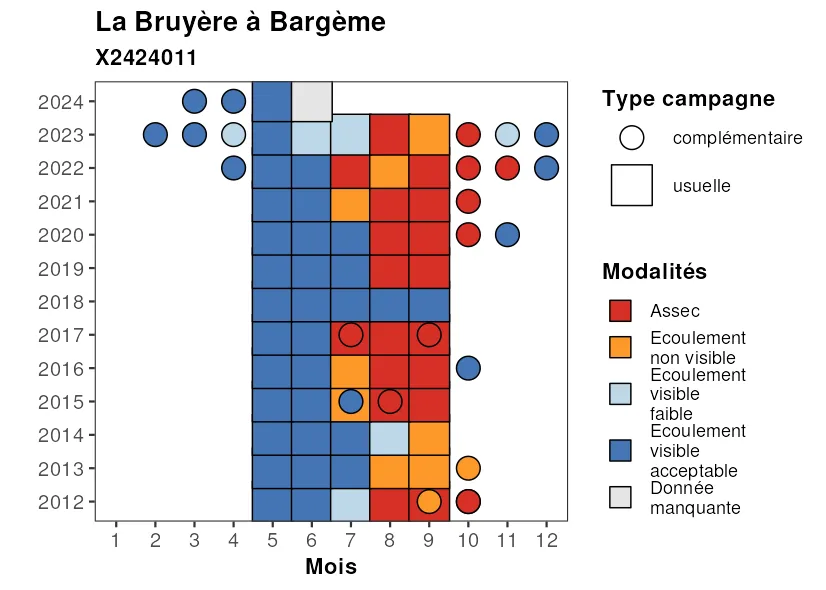 La Bruyère à Bargème
X2424011
2024
2023
2022
2021
2020
2019
2018
2017
2016
2015
2014
2013
2012
1 2 3 4 5 6 7 8 9 10 11 12
Mois
Type campagne
complémentaire
usuelle
Modalités
Assec
Ecoulement
non visible
Ecoulement
visible
faible
Ecoulement
visible
acceptable
Donnée
manquante